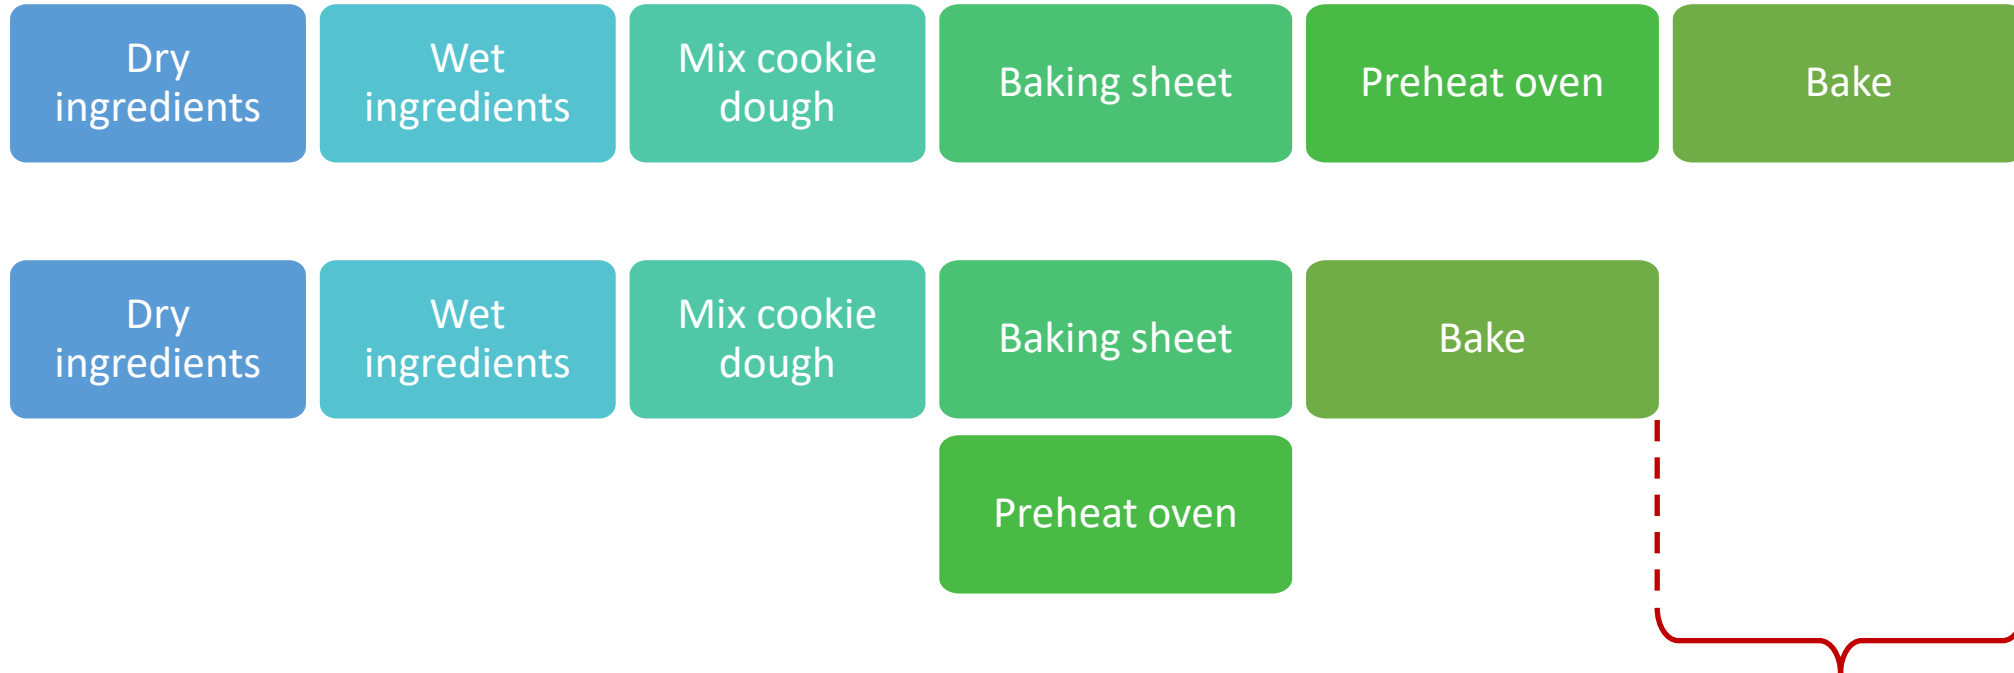 Dry
ingredients
Wet
ingredients
Mix cookie
dough
Baking sheet
Preheat oven
Bake
Dry
ingredients
Wet
ingredients
Mix cookie
dough
Baking sheet
Bake
Preheat oven